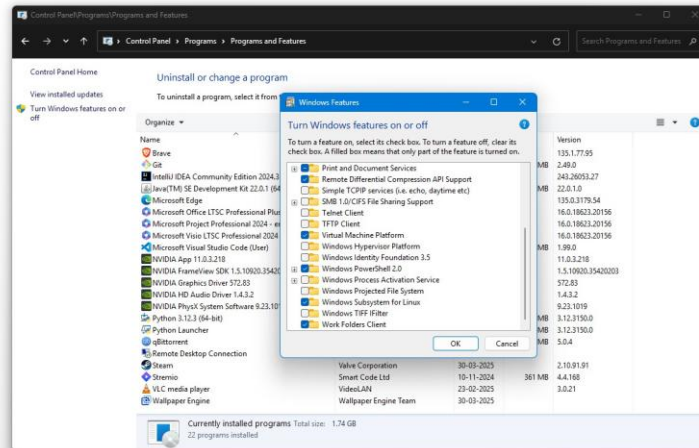 Control Panel\Programs\Programs and Features
Control Panel > Programs > Programs and Features
Search Programs and Features
Control Panel Home
View installed updates
Turn Windows features on or off
Uninstall or change a program
To uninstall a program, select it from
Organize
Name
Version
Brave
135.1.77.95
Git
MB 2.49.0
IntelliJ IDEA Community Edition 2024.3
243.26053.27
Java(TM) SE Development Kit 22.0.1 (64
MB 22.0.1.0
Microsoft Edge
135.0.3179.54
Microsoft Office LTSC Professional Plu
16.0.18623.20156
Microsoft Project Professional 2024 - e
16.0.18623.20156
Microsoft Visio LTSC Professional 2024
16.0.18623.20156
Microsoft Visual Studio Code (User)
MB 1.99.0
NVIDIA App 11.0.3.218
11.0.3.218
NVIDIA FrameView SDK 1.5.10920.35420
1.5.10920.35420203
NVIDIA Graphics Driver 572.83
572.83
NVIDIA HD Audio Driver 1.4.3.2
1.4.3.2
NVIDIA PhysX System Software 9.23.101
9.23.1019
Python 3.12.3 (64-bit)
MB 3.12.3150.0
Python Launcher
MB 3.12.3150.0
qBittorrent
MB 5.0.4
Remote Desktop Connection
Steam Valve Corporation 30-03-2025 2.10.91.91
Stremio Smart Code Ltd 10-11-2024 361 MB 4.4.168
VLC media player VideoLAN 23-02-2025 3.0.21
Wallpaper Engine Wallpaper Engine Team 30-03-2025
Currently installed programs Total size: 1.74 GB
22 programs installed
Windows Features
Turn Windows features on or off
To turn a feature on, select its check box. To turn a feature off, clear its
check box. A filled box means that only part of the feature is turned on.
Print and Document Services
Remote Differential Compression API Support
Simple TCPIP services (i.e. echo, daytime etc)
SMB 1.0/CIFS File Sharing Support
Telnet Client
TFTP Client
Virtual Machine Platform
Windows Hypervisor Platform
Windows Identity Foundation 3.5
Windows PowerShell 2.0
Windows Process Activation Service
Windows Projected File System
Windows Subsystem for Linux
Windows TIFF IFilter
Work Folders Client
OK
Cancel